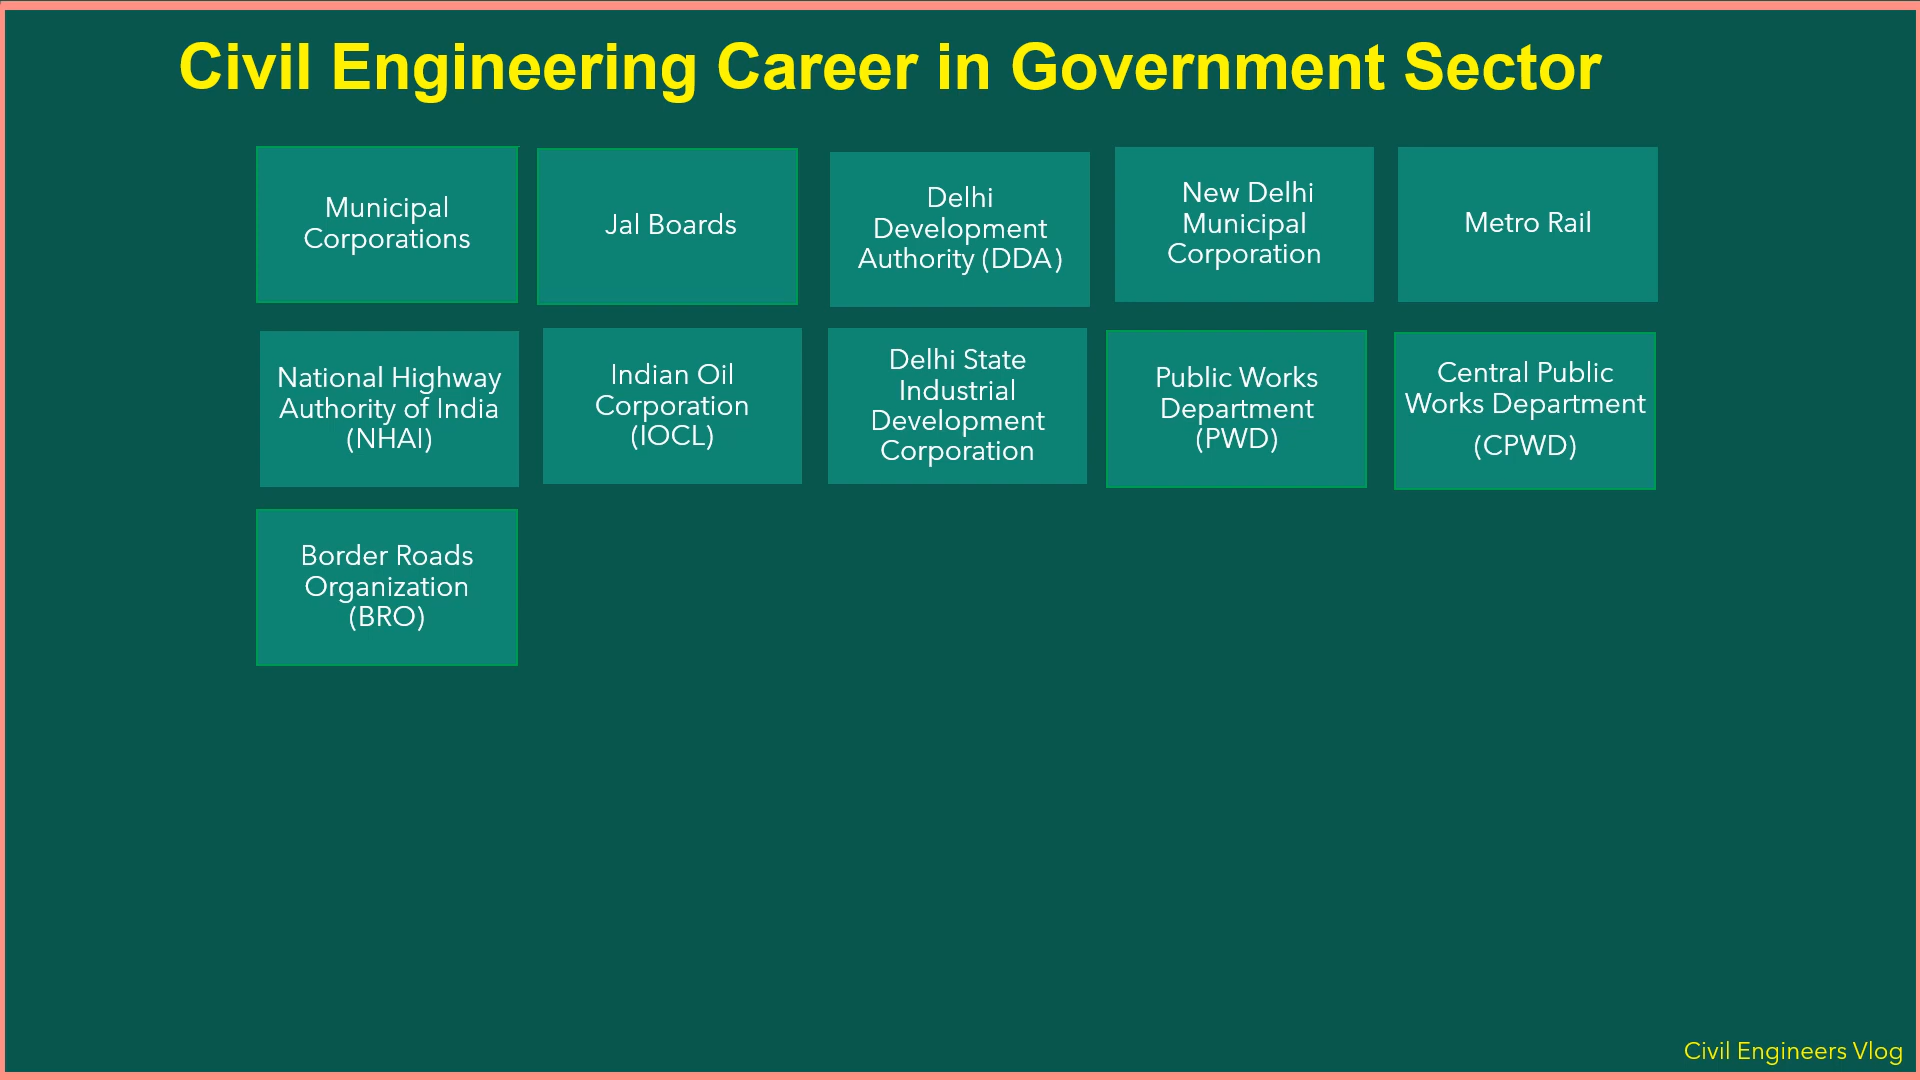 Civil Engineering Career in Government Sector
Municipal
Corporations
Jal Boards
Delhi
Development
Authority (DDA)
New Delhi
Municipal
Corporation
Metro Rail
National Highway
Authority of India
(NHAI)
Indian Oil
Corporation
(IOCL)
Delhi State
Industrial
Development
Corporation
Public Works
Department
(PWD)
Central Public
Works Department
(CPWD)
Border Roads
Organization
(BRO)
Civil Engineers Vlog